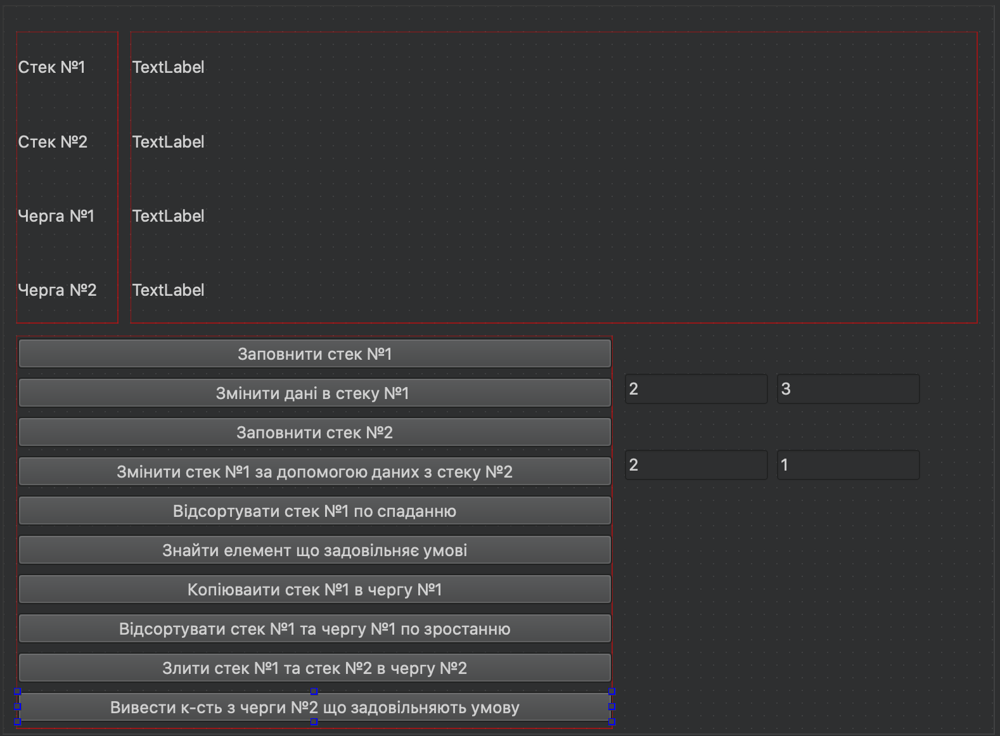 Стек №1
TextLabel
Стек №2
TextLabel
Черга №1
TextLabel
Черга №2
TextLabel
Заповнити стек №1
Змінити дані в стеку №1
2
3
Заповнити стек №2
Змінити стек №1 за допомогою даних з стеку №2
2
1
Відсортувати стек №1 по спаданню
Знайти елемент що задовільняє умові
Копіюваити стек №1 в чергу №1
Відсортувати стек №1 та чергу №1 по зростанню
Злити стек №1 та стек №2 в чергу №2
Вивести к-сть з черги №2 що задовільняють умову